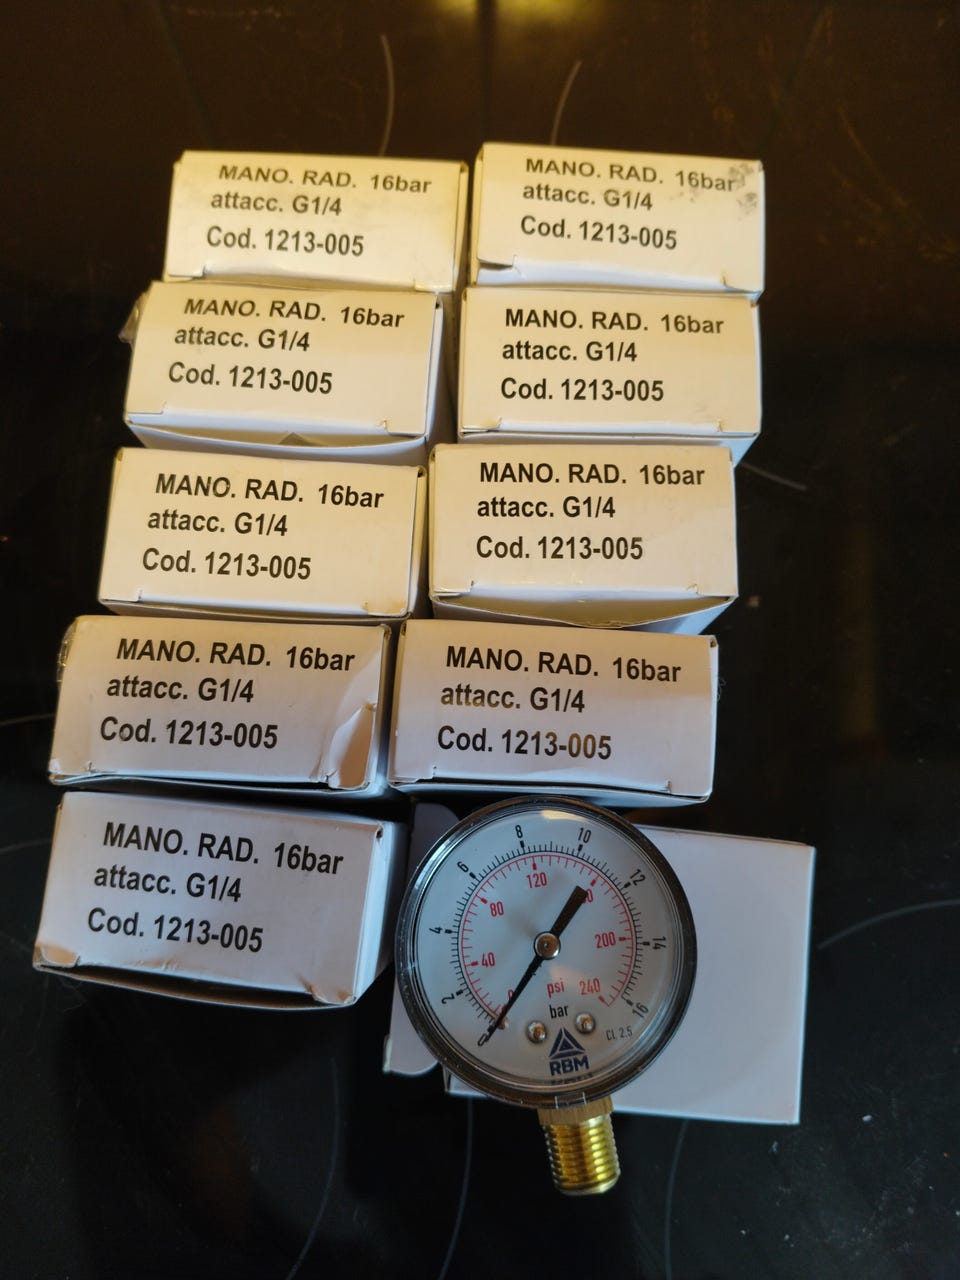 MANO. RAD. 16bar
attacc. G1/4
Cod. 1213-005
MANO. RAD. 16bar
attacc. G1/4
Cod. 1213-005
MANO. RAD. 16bar
attacc. G1/4
Cod. 1213-005
MANO. RAD. 16bar
attacc. G1/4
Cod. 1213-005
MANO. RAD. 16bar
attacc. G1/4
Cod. 1213-005
MANO. RAD. 16bar
attacc. G1/4
Cod. 1213-005
MANO. RAD. 16bar
attacc. G1/4
Cod. 1213-005
MANO. RAD. 16bar
attacc. G1/4
Cod. 1213-005
MANO. RAD. 16bar
attacc. G1/4
Cod. 1213-005
0 2 4 6 8 10 12 14 16
0 40 80 120 200 240
psi
bar
CL 2.5
RBM